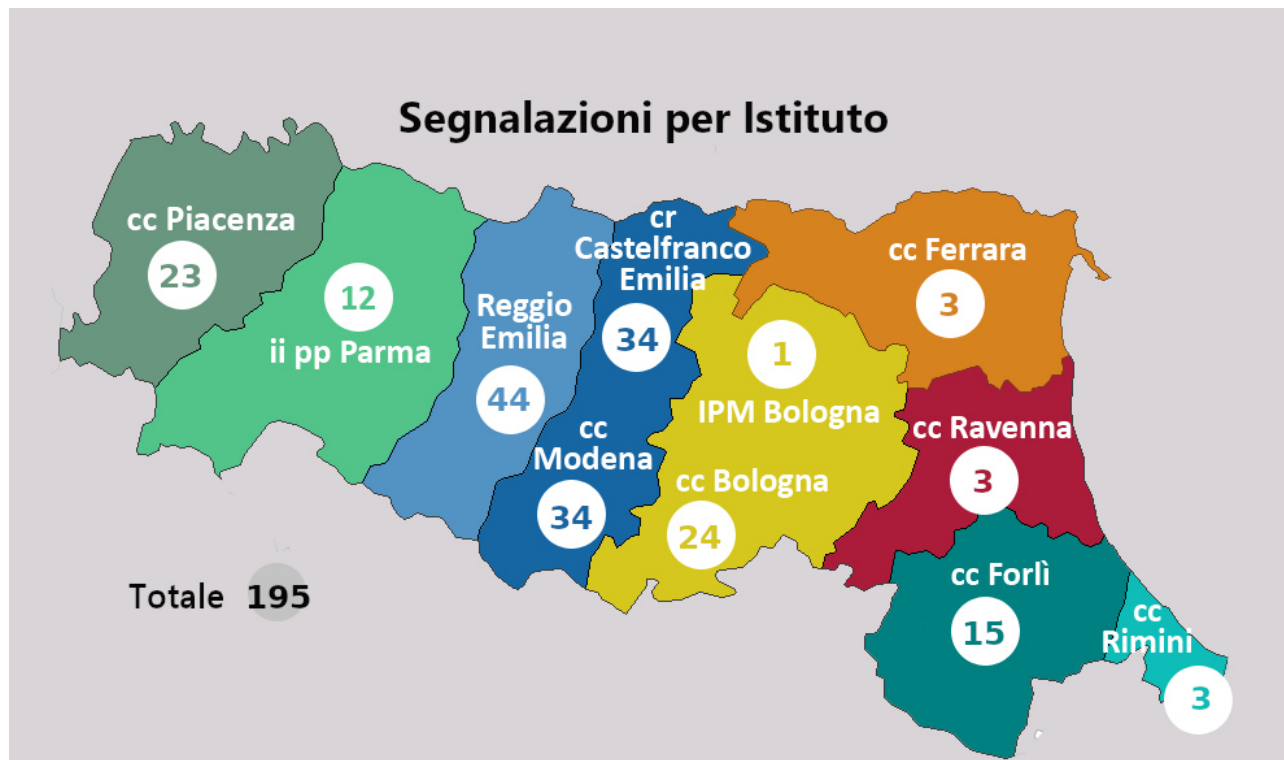 Segnalazioni per Istituto
cc Piacenza
23
12
ii pp Parma
Reggio
Emilia
44
cr
Castelfranco
Emilia
34
cc
Modena
34
1
IPM Bologna
cc Bologna
24
cc Ferrara
3
cc Ravenna
3
cc Forlì
15
cc
Rimini
3
Totale 195